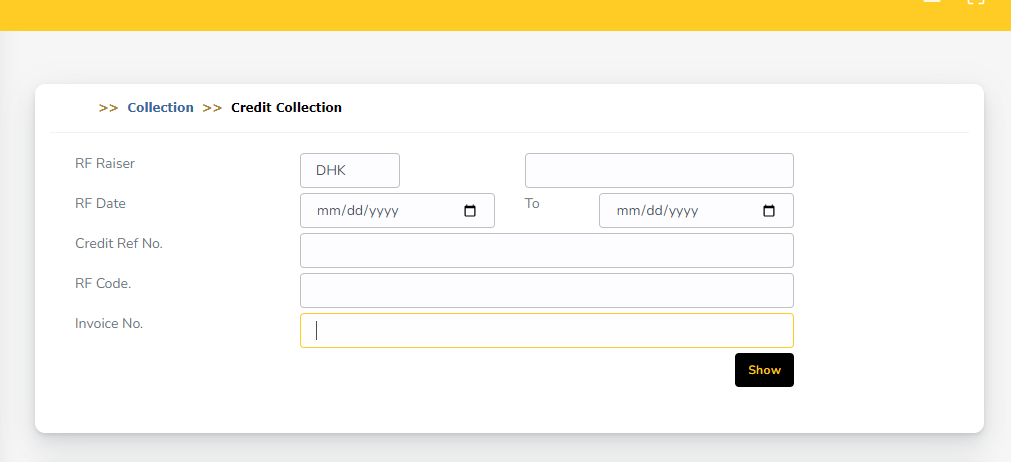 >> Collection >> Credit Collection
RF Raiser DHK
RF Date mm/dd/yyyy To mm/dd/yyyy
Credit Ref No.
RF Code.
Invoice No.
Show